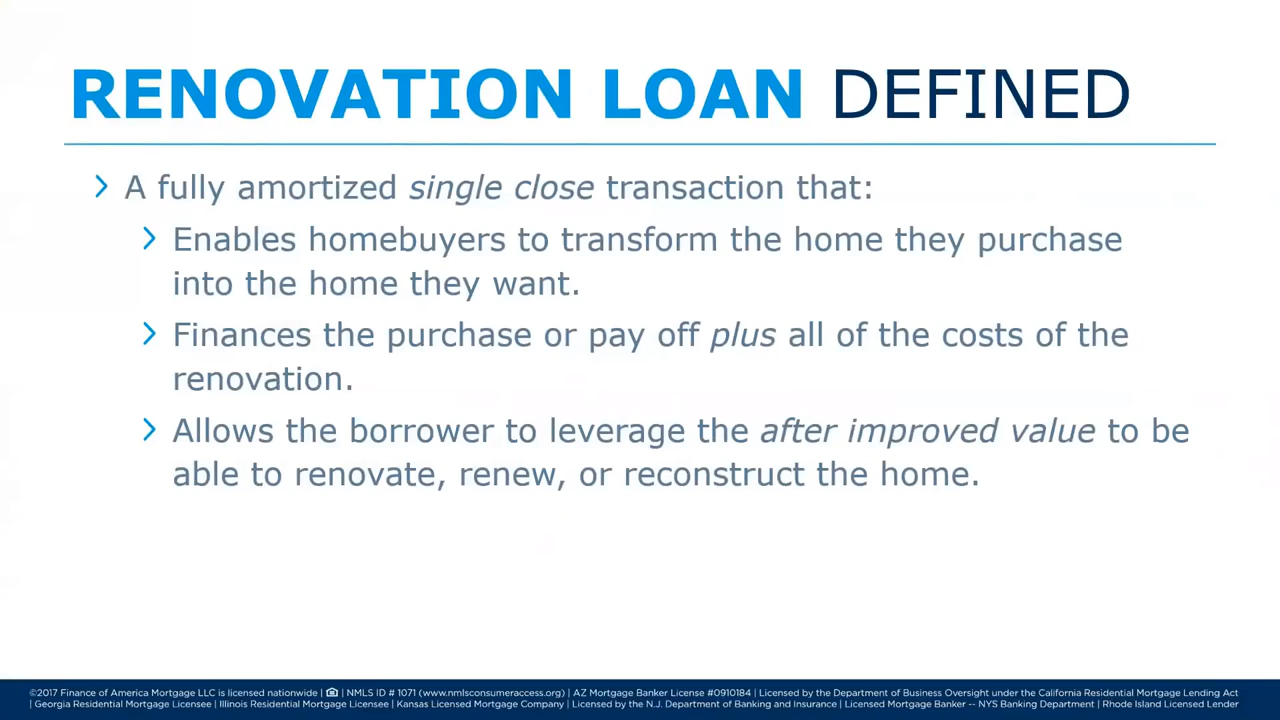 RENOVATION LOAN DEFINED
A fully amortized single close transaction that:
Enables homebuyers to transform the home they purchase
into the home they want.
Finances the purchase or pay off plus all of the costs of the
renovation.
Allows the borrower to leverage the after improved value to be
able to renovate, renew, or reconstruct the home.
©2017 Finance of America Mortgage LLC is licensed nationwide | | NMLS ID # 1071 (www.nmlsconsumeraccess.org) | AZ Mortgage Banker License #0910184 | Licensed by the Department of Business Oversight under the California Residential Mortgage Lending Act
| Georgia Residential Mortgage Licensee | Illinois Residential Mortgage Licensee | Kansas Licensed Mortgage Company | Licensed by the N.J. Department of Banking and Insurance | Licensed Mortgage Banker -- NYS Banking Department | Rhode Island Licensed Lender